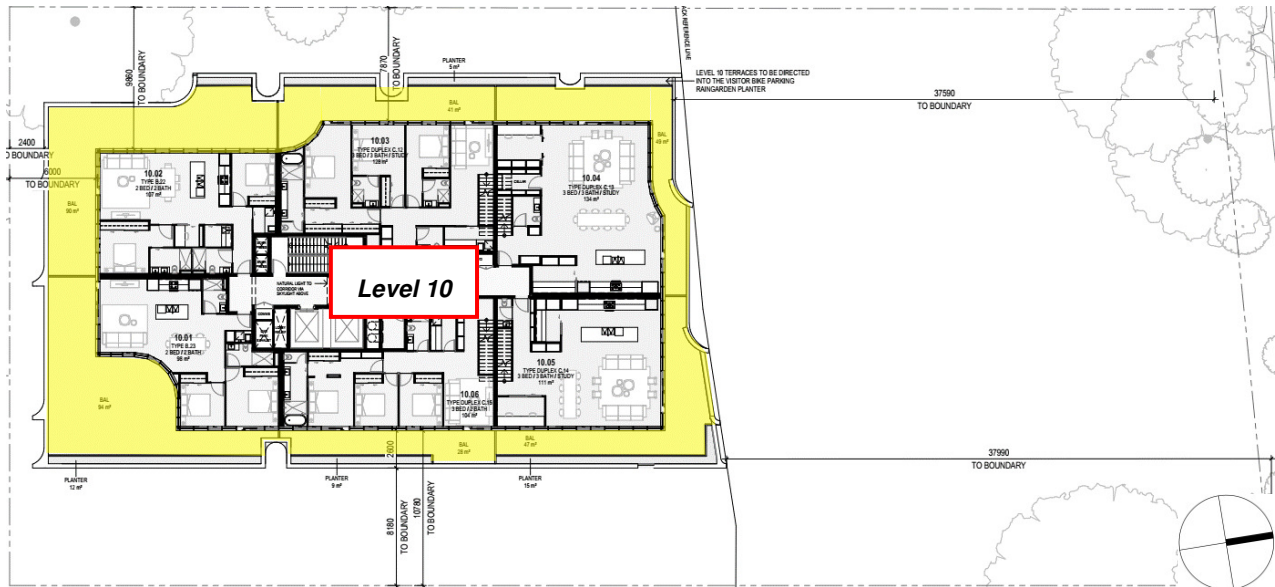 9860
TO BOUNDARY
7870
TO BOUNDARY
PLANTER
5 m²
ACK REFERENCE LINE
LEVEL 10 TERRACES TO BE DIRECTED
INTO THE VISITOR BIKE PARKING
RAINGARDEN PLANTER
37590
TO BOUNDARY
2400
O BOUNDARY
6000
TO BOUNDARY
BAL
41 m²
BAL
49 m²
10.02
TYPE B.22
2 BED / 2 BATH
107 m²
10.03
TYPE DUPLEX C.12
3 BED / 3 BATH / STUDY
129 m²
10.04
TYPE DUPLEX C.13
3 BED / 3 BATH / STUDY
134 m²
CELLAR
BAL
90 m²
NATURAL LIGHT TO
CORRIDOR VIA
SKYLIGHT ABOVE
Level 10
10.01
TYPE B.23
2 BED / 2 BATH
98 m²
10.05
TYPE DUPLEX C.14
3 BED / 3 BATH / STUDY
111 m²
10.06
TYPE DUPLEX C.15
3 BED / 2 BATH
104 m²
BAL
94 m²
BAL
28 m²
BAL
47 m²
2600
PLANTER
12 m²
PLANTER
9 m²
PLANTER
15 m²
37990
TO BOUNDARY
8180
TO BOUNDARY
10780
TO BOUNDARY